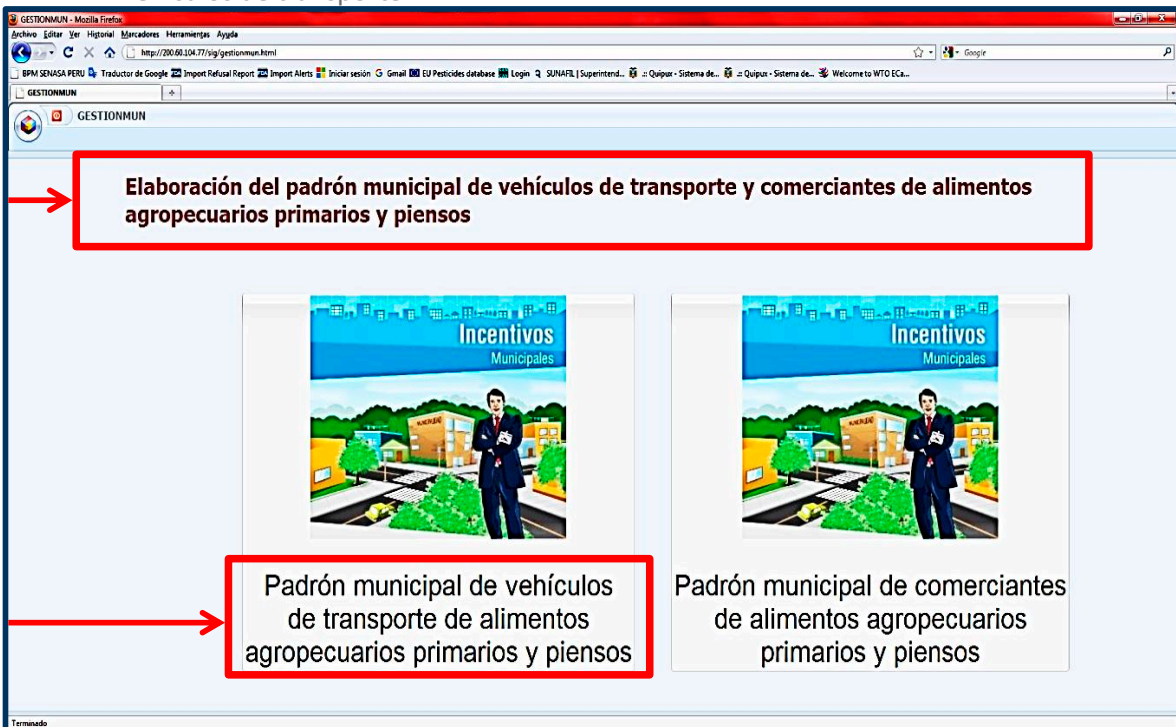 GESTIONMUN - Mozilla Firefox
Archivo Editar Ver Historial Marcadores Herramientas Ayuda
http://200.60.104.77/sig/gestionmun.html
Google
BPM SENASA PERU Traductor de Google Import Refusal Report Import Alerts Iniciar sesión Gmail EU Pesticides database Login SUNAFIL | Superintend... .:: Quipux - Sistema de... .:: Quipux - Sistema de... Welcome to WTO ECa...
GESTIONMUN
GESTIONMUN
Elaboración del padrón municipal de vehículos de transporte y comerciantes de alimentos
agropecuarios primarios y piensos
Incentivos
Municipales
MUNICIPALIDAD
Padrón municipal de vehículos
de transporte de alimentos
agropecuarios primarios y piensos
Incentivos
Municipales
Padrón municipal de comerciantes
de alimentos agropecuarios
primarios y piensos
Terminado